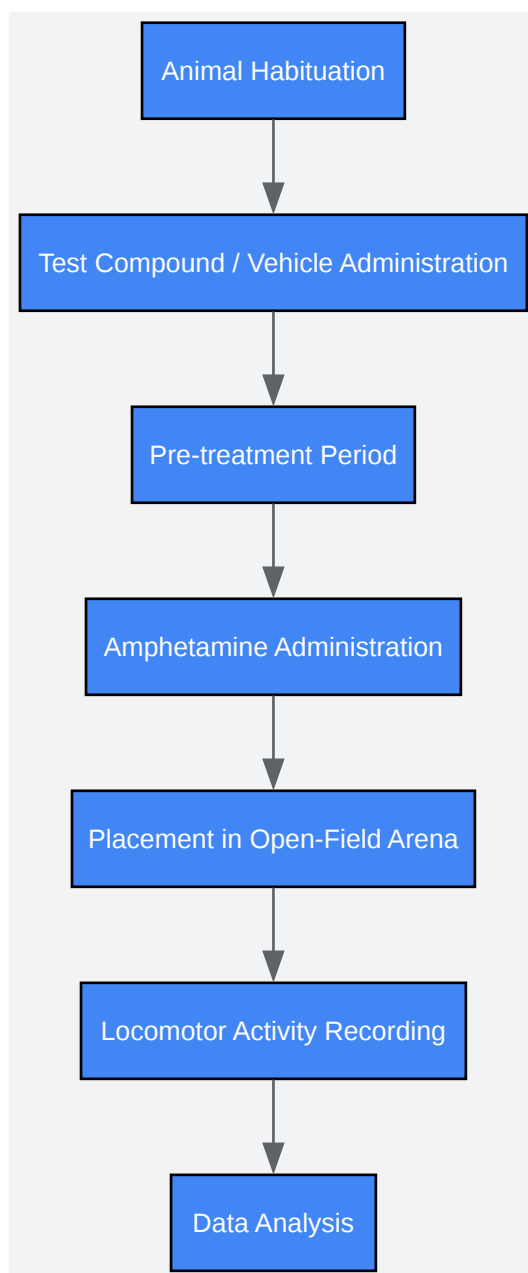 Animal Habituation
Test Compound / Vehicle Administration
Pre-treatment Period
Amphetamine Administration
Placement in Open-Field Arena
Locomotor Activity Recording
Data Analysis